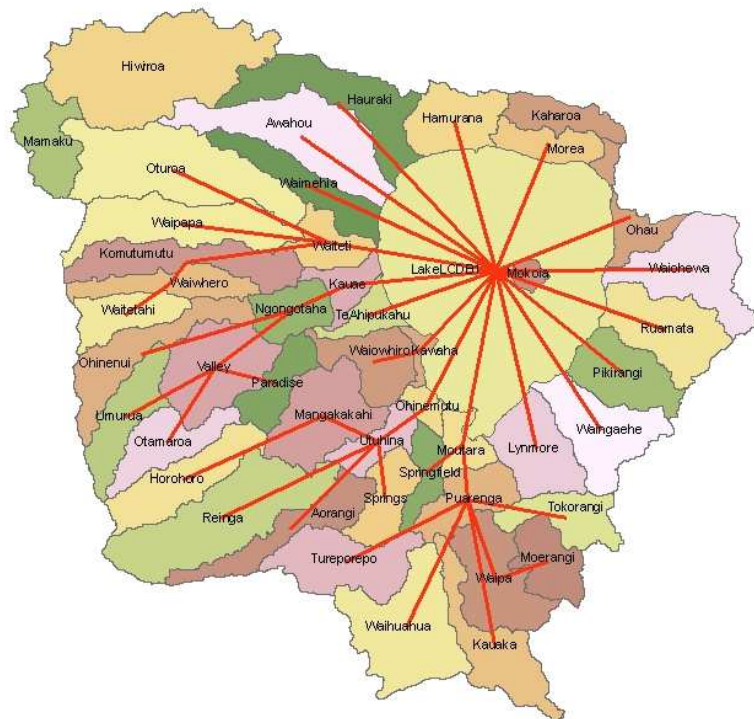 Hiwiroa
Hauraki
Mamaku
Awahou
Hamurana
Kaharoa
Morea
Oturoa
Waimehia
Waipapa
Waiteti
Ohau
Komutumutu
LakeLCDB1
Mokoia
Waiohewa
Waiwhero
Kauae
Waitetahi
Ngongotaha
TeAhipukahu
Ruamata
Ohinenui
Waiowhiro
Kawaha
Valley
Paradise
Pikirangi
Umurua
Mangakakahi
Ohinemutu
Otamaroa
Utuhina
Moutara
Lynmore
Waingaehe
Horohoro
Springfield
Springs
Puarenga
Reinga
Aorangi
Tokorangi
Tureporepo
Waipa
Moerangi
Waihuahua
Kauaka